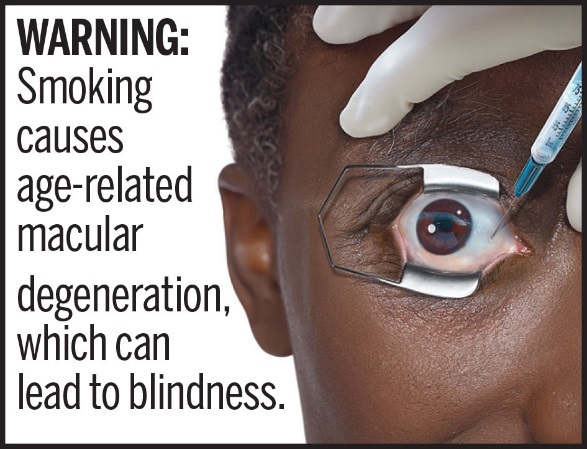 WARNING:
Smoking
causes
age-related
macular
degeneration,
which can
lead to blindness.